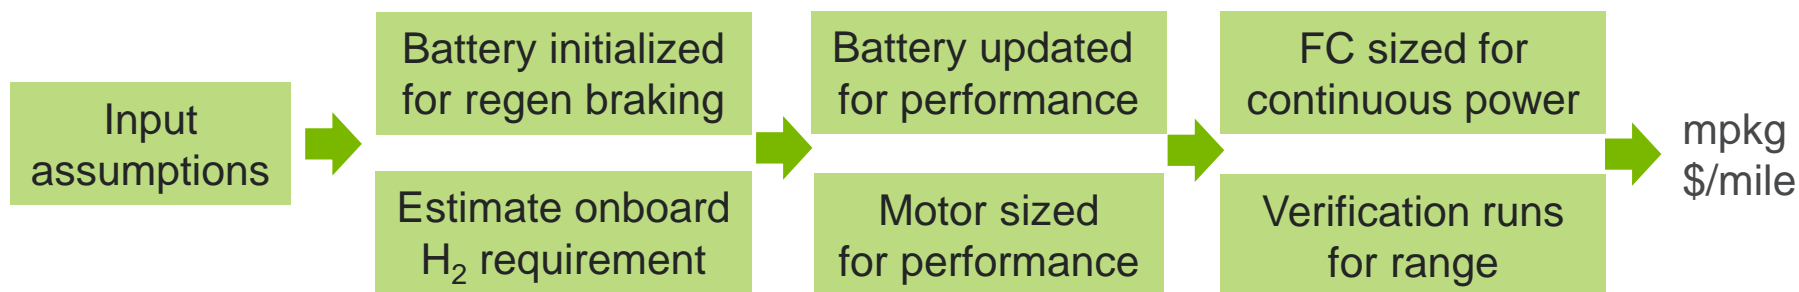 Input
assumptions
Battery initialized
for regen braking
Estimate onboard
H₂ requirement
Battery updated
for performance
Motor sized
for performance
FC sized for
continuous power
Verification runs
for range
mpkg
$/mile